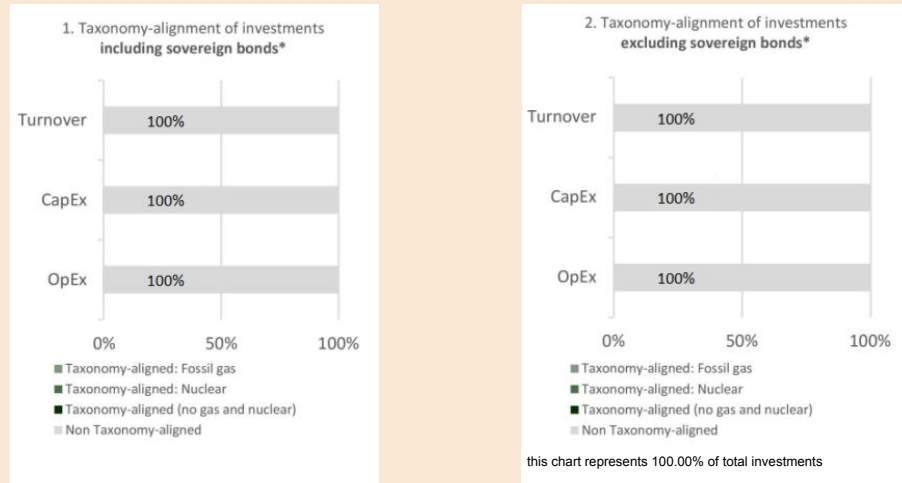 1. Taxonomy-alignment of investments
including sovereign bonds*
Turnover
100%
CapEx
100%
OpEx
100%
0% 50% 100%
Taxonomy-aligned: Fossil gas
Taxonomy-aligned: Nuclear
Taxonomy-aligned (no gas and nuclear)
Non Taxonomy-aligned
2. Taxonomy-alignment of investments
excluding sovereign bonds*
Turnover
100%
CapEx
100%
OpEx
100%
0% 50% 100%
Taxonomy-aligned: Fossil gas
Taxonomy-aligned: Nuclear
Taxonomy-aligned (no gas and nuclear)
Non Taxonomy-aligned
this chart represents 100.00% of total investments